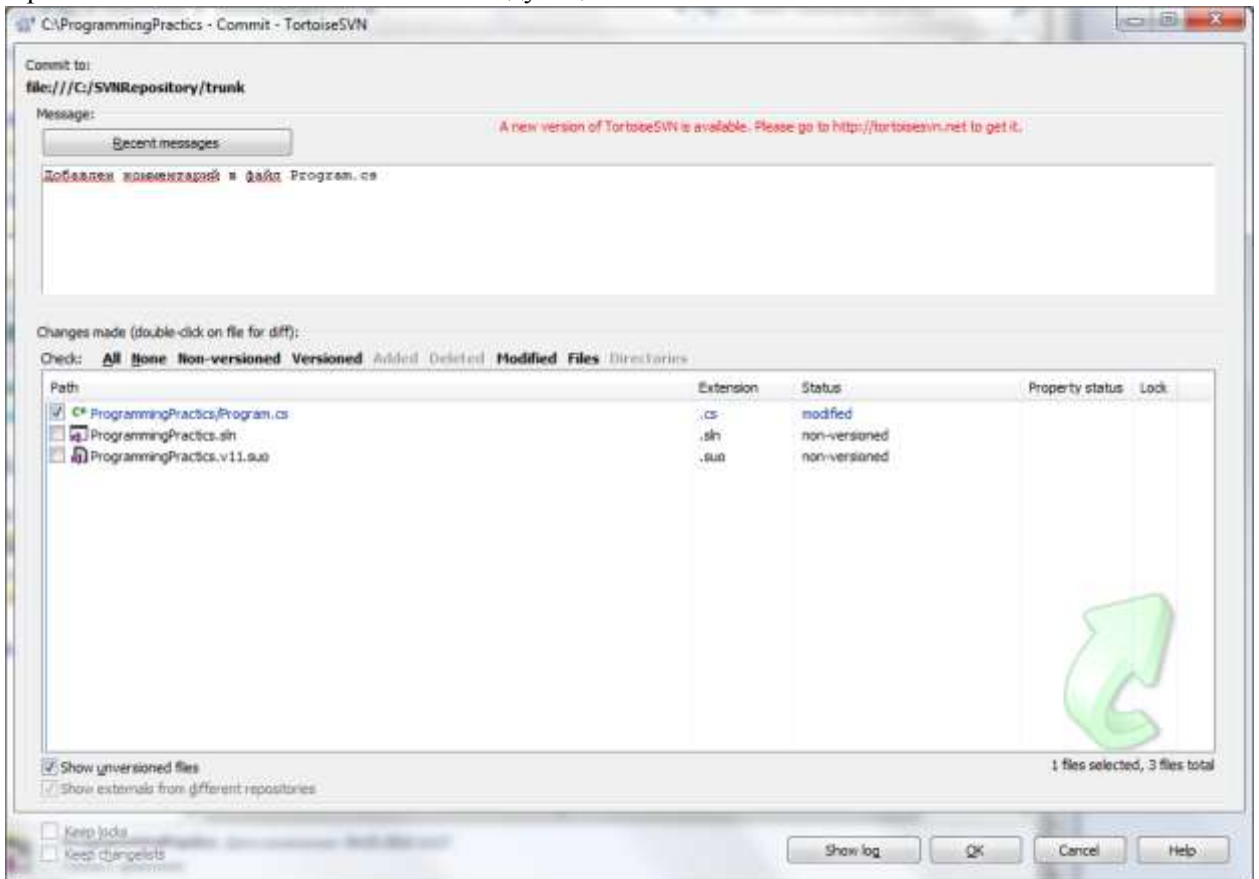 C:\ProgrammingPractics - Commit - TortoiseSVN
Commit to:
file:///C:/SVNRepository/trunk
Message:
A new version of TortoiseSVN is available. Please go to http://tortoisesvn.net to get it.
Recent messages
Добавлен комментарий в файл Program.cs
Changes made (double-click on file for diff):
Check: All None Non-versioned Versioned Added Deleted Modified Files Directories
Path Extension Status Property status Lock
ProgrammingPractics/Program.cs .cs modified
ProgrammingPractics.sln .sln non-versioned
ProgrammingPractics.v11.suo .suo non-versioned
Show unversioned files
1 files selected, 3 files total
Show externals from different repositories
Keep locks
Keep changelists
Show log OK Cancel Help